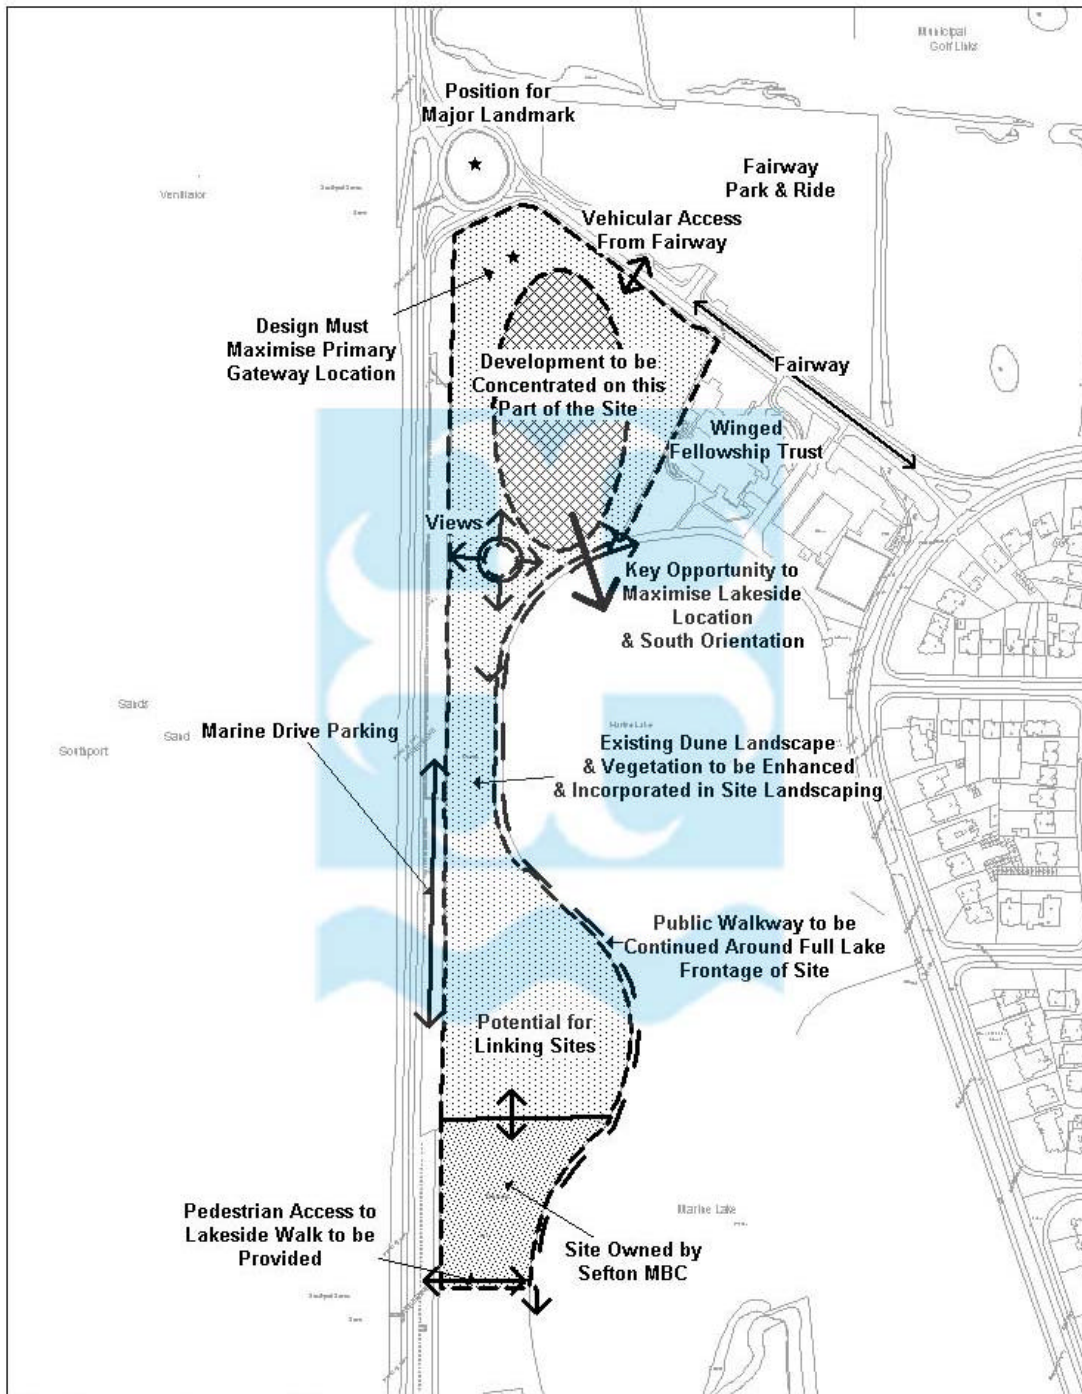 Municipal
Golf Links
Position for
Major Landmark
Fairway
Park & Ride
Ventilator
Vehicular Access
From Fairway
Design Must
Maximise Primary
Gateway Location
Development to be
Concentrated on this
Part of the Site
Fairway
Winged
Fellowship Trust
Views
Key Opportunity to
Maximise Lakeside
Location
& South Orientation
Sands
Sand
Southport
Marine Drive Parking
Marine Lake
Existing Dune Landscape
& Vegetation to be Enhanced
& Incorporated in Site Landscaping
Public Walkway to be
Continued Around Full Lake
Frontage of Site
Potential for
Linking Sites
Pedestrian Access to
Lakeside Walk to be
Provided
Marine Lake
Site Owned by
Sefton MBC